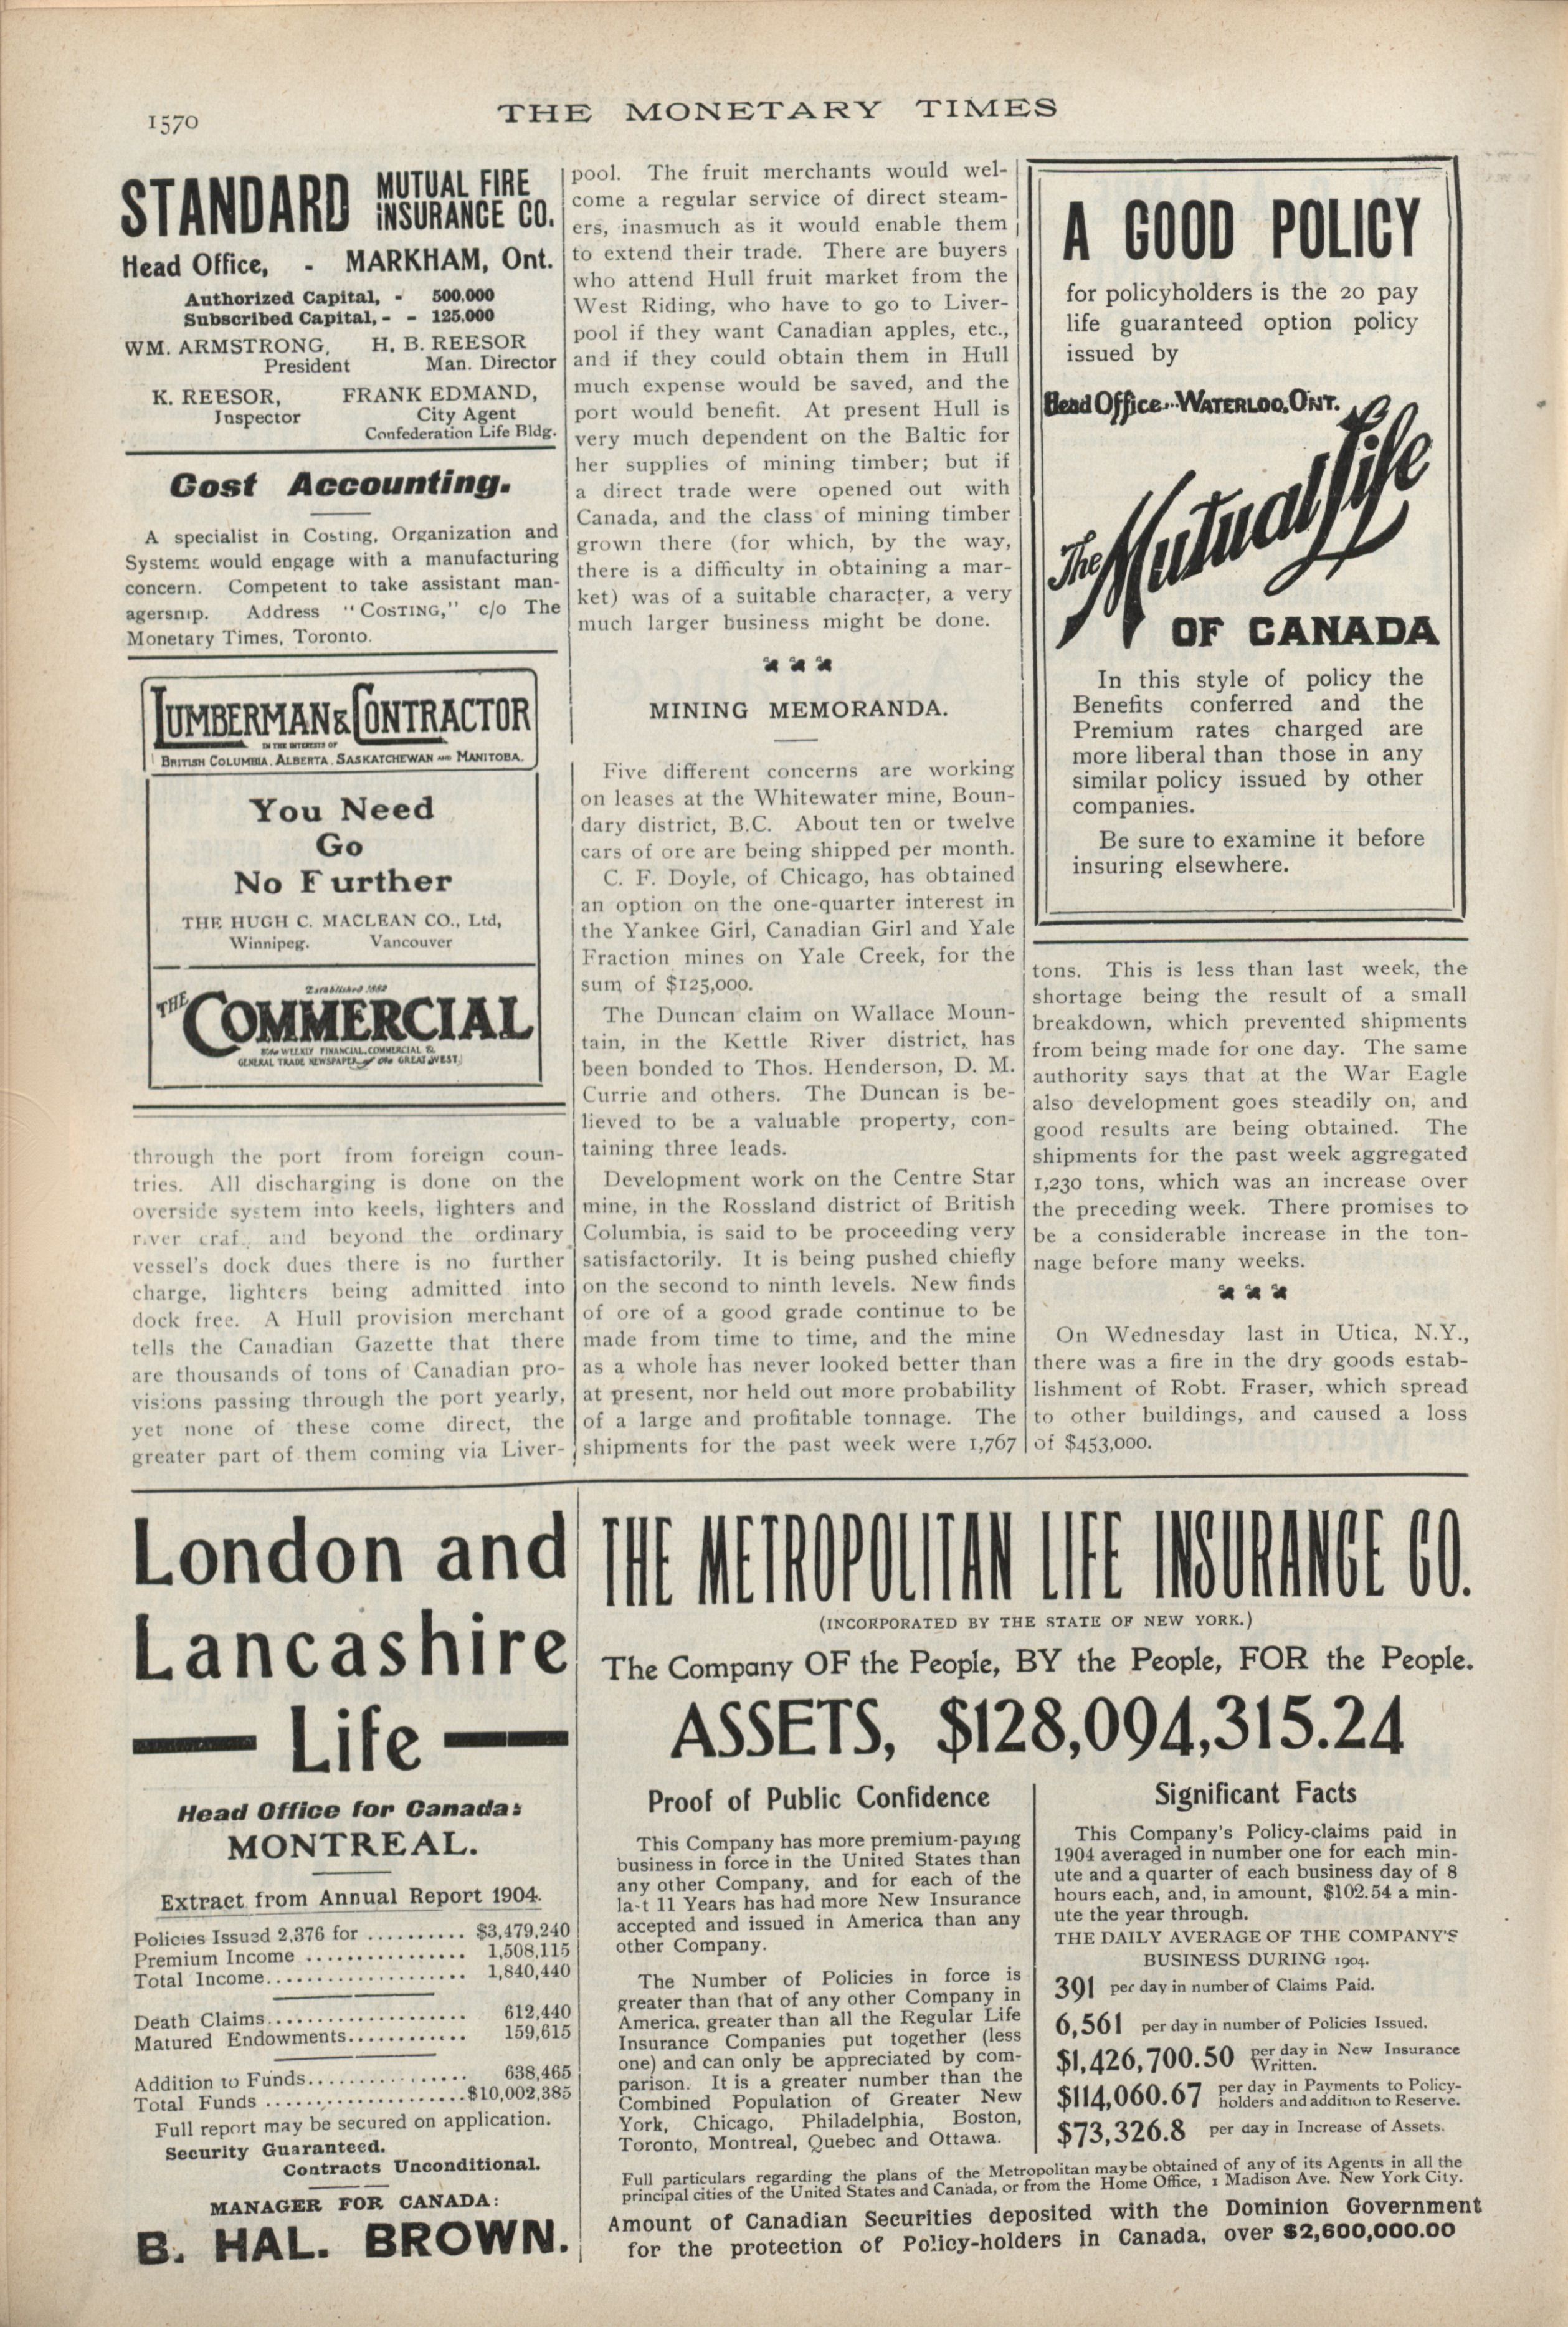 1570
THE MONETARY TIMES
STANDARD MUTUAL FIRE
INSURANCE CO.
Head Office, - MARKHAM, Ont.
Authorized Capital, - 500,000
Subscribed Capital, - - 125,000
WM. ARMSTRONG, H. B. REESOR
President Man. Director
K. REESOR, FRANK EDMAND,
Inspector City Agent
Confederation Life Bldg.
Cost Accounting.
A specialist in Costing, Organization and
Systems would engage with a manufacturing
concern. Competent to take assistant man-
agership. Address "COSTING," c/o The
Monetary Times, Toronto.
LUMBERMAN & CONTRACTOR
IN THE INTERESTS OF
BRITISH COLUMBIA, ALBERTA, SASKATCHEWAN AND MANITOBA.
You Need
Go
No Further
THE HUGH C. MACLEAN CO., Ltd,
Winnipeg. Vancouver
Established 1882
THE COMMERCIAL
THE WEEKLY FINANCIAL, COMMERCIAL &
GENERAL TRADE NEWSPAPER of the GREAT WEST
through the port from foreign coun-
tries. All discharging is done on the
overside system into keels, lighters and
river craf., and beyond the ordinary
vessel's dock dues there is no further
charge, lighters being admitted into
dock free. A Hull provision merchant
tells the Canadian Gazette that there
are thousands of tons of Canadian pro-
visions passing through the port yearly,
yet none of these come direct, the
greater part of them coming via Liver-
pool. The fruit merchants would wel-
come a regular service of direct steam-
ers, inasmuch as it would enable them
to extend their trade. There are buyers
who attend Hull fruit market from the
West Riding, who have to go to Liver-
pool if they want Canadian apples, etc.,
and if they could obtain them in Hull
much expense would be saved, and the
port would benefit. At present Hull is
very much dependent on the Baltic for
her supplies of mining timber; but if
a direct trade were opened out with
Canada, and the class of mining timber
grown there (for which, by the way,
there is a difficulty in obtaining a mar-
ket) was of a suitable character, a very
much larger business might be done.
MINING MEMORANDA.
Five different concerns are working
on leases at the Whitewater mine, Boun-
dary district, B.C. About ten or twelve
cars of ore are being shipped per month.
C. F. Doyle, of Chicago, has obtained
an option on the one-quarter interest in
the Yankee Girl, Canadian Girl and Yale
Fraction mines on Yale Creek, for the
sum of $125,000.
The Duncan claim on Wallace Moun-
tain, in the Kettle River district, has
been bonded to Thos. Henderson, D. M.
Currie and others. The Duncan is be-
lieved to be a valuable property, con-
taining three leads.
Development work on the Centre Star
mine, in the Rossland district of British
Columbia, is said to be proceeding very
satisfactorily. It is being pushed chiefly
on the second to ninth levels. New finds
of ore of a good grade continue to be
made from time to time, and the mine
as a whole has never looked better than
at present, nor held out more probability
of a large and profitable tonnage. The
shipments for the past week were 1,767
A GOOD POLICY
for policyholders is the 20 pay
life guaranteed option policy
issued by
Head Office...WATERLOO, ONT.
The Mutual Life
OF CANADA
In this style of policy the
Benefits conferred and the
Premium rates charged are
more liberal than those in any
similar policy issued by other
companies.
Be sure to examine it before
insuring elsewhere.
tons. This is less than last week, the
shortage being the result of a small
breakdown, which prevented shipments
from being made for one day. The same
authority says that at the War Eagle
also development goes steadily on, and
good results are being obtained. The
shipments for the past week aggregated
1,230 tons, which was an increase over
the preceding week. There promises to
be a considerable increase in the ton-
nage before many weeks.
On Wednesday last in Utica, N.Y.,
there was a fire in the dry goods estab-
lishment of Robt. Fraser, which spread
to other buildings, and caused a loss
of $453,000.
London and
Lancashire
Life
Head Office for Canada:
MONTREAL.
Extract from Annual Report 1904.
Policies Issued 2,376 for .......... $3,479,240
Premium Income ................ 1,508,115
Total Income.................... 1,840,440
Death Claims.................... 612,440
Matured Endowments............ 159,615
Addition to Funds................ 638,465
Total Funds .....................$10,002,385
Full report may be secured on application.
Security Guaranteed.
Contracts Unconditional.
MANAGER FOR CANADA:
B. HAL. BROWN.
THE METROPOLITAN LIFE INSURANCE CO.
(INCORPORATED BY THE STATE OF NEW YORK.)
The Company OF the People, BY the People, FOR the People.
ASSETS, $128,094,315.24
Proof of Public Confidence
This Company has more premium-paying
business in force in the United States than
any other Company, and for each of the
la-t 11 Years has had more New Insurance
accepted and issued in America than any
other Company.
The Number of Policies in force is
greater than that of any other Company in
America, greater than all the Regular Life
Insurance Companies put together (less
one) and can only be appreciated by com-
parison. It is a greater number than the
Combined Population of Greater New
York, Chicago, Philadelphia, Boston,
Toronto, Montreal, Quebec and Ottawa.
Significant Facts
This Company's Policy-claims paid in
1904 averaged in number one for each min-
ute and a quarter of each business day of 8
hours each, and, in amount, $102.54 a min-
ute the year through.
THE DAILY AVERAGE OF THE COMPANY'S
BUSINESS DURING 1904.
391 per day in number of Claims Paid.
6,561 per day in number of Policies Issued.
$1,426,700.50 per day in New Insurance
Written.
$114,060.67 per day in Payments to Policy-
holders and addition to Reserve.
$73,326.8 per day in Increase of Assets.
Full particulars regarding the plans of the Metropolitan may be obtained of any of its Agents in all the
principal cities of the United States and Canada, or from the Home Office, 1 Madison Ave. New York City.
Amount of Canadian Securities deposited with the Dominion Government
for the protection of Policy-holders in Canada, over $2,600,000.00